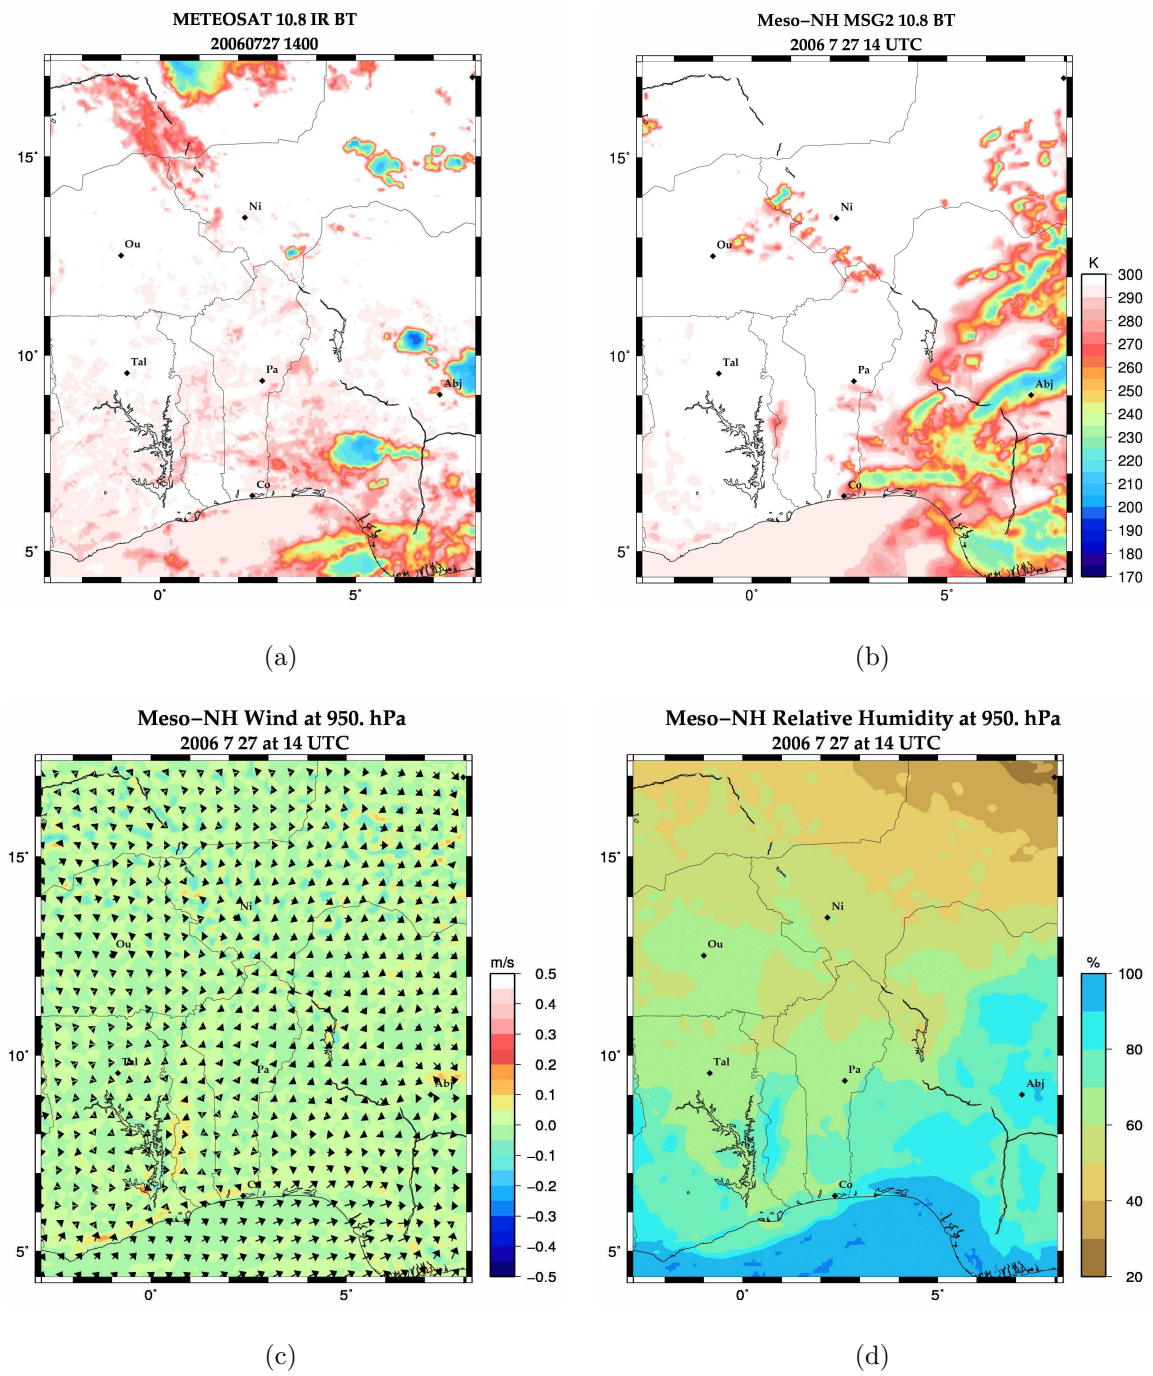 METEOSAT 10.8 IR BT
20060727 1400
15°
10°
5°
0°
5°
Ni
Ou
Tal
Pa
Abj
Co
(a)
Meso-NH MSG2 10.8 BT
2006 7 27 14 UTC
15°
10°
5°
0°
5°
Ni
Ou
Tal
Pa
Abj
Co
K
300
290
280
270
260
250
240
230
220
210
200
190
180
170
(b)
Meso-NH Wind at 950. hPa
2006 7 27 at 14 UTC
15°
10°
5°
0°
5°
Ni
Ou
Tal
Pa
Abj
Co
m/s
0.5
0.4
0.3
0.2
0.1
0.0
-0.1
-0.2
-0.3
-0.4
-0.5
(c)
Meso-NH Relative Humidity at 950. hPa
2006 7 27 at 14 UTC
15°
10°
5°
0°
5°
Ni
Ou
Tal
Pa
Abj
Co
%
100
80
60
40
20
(d)